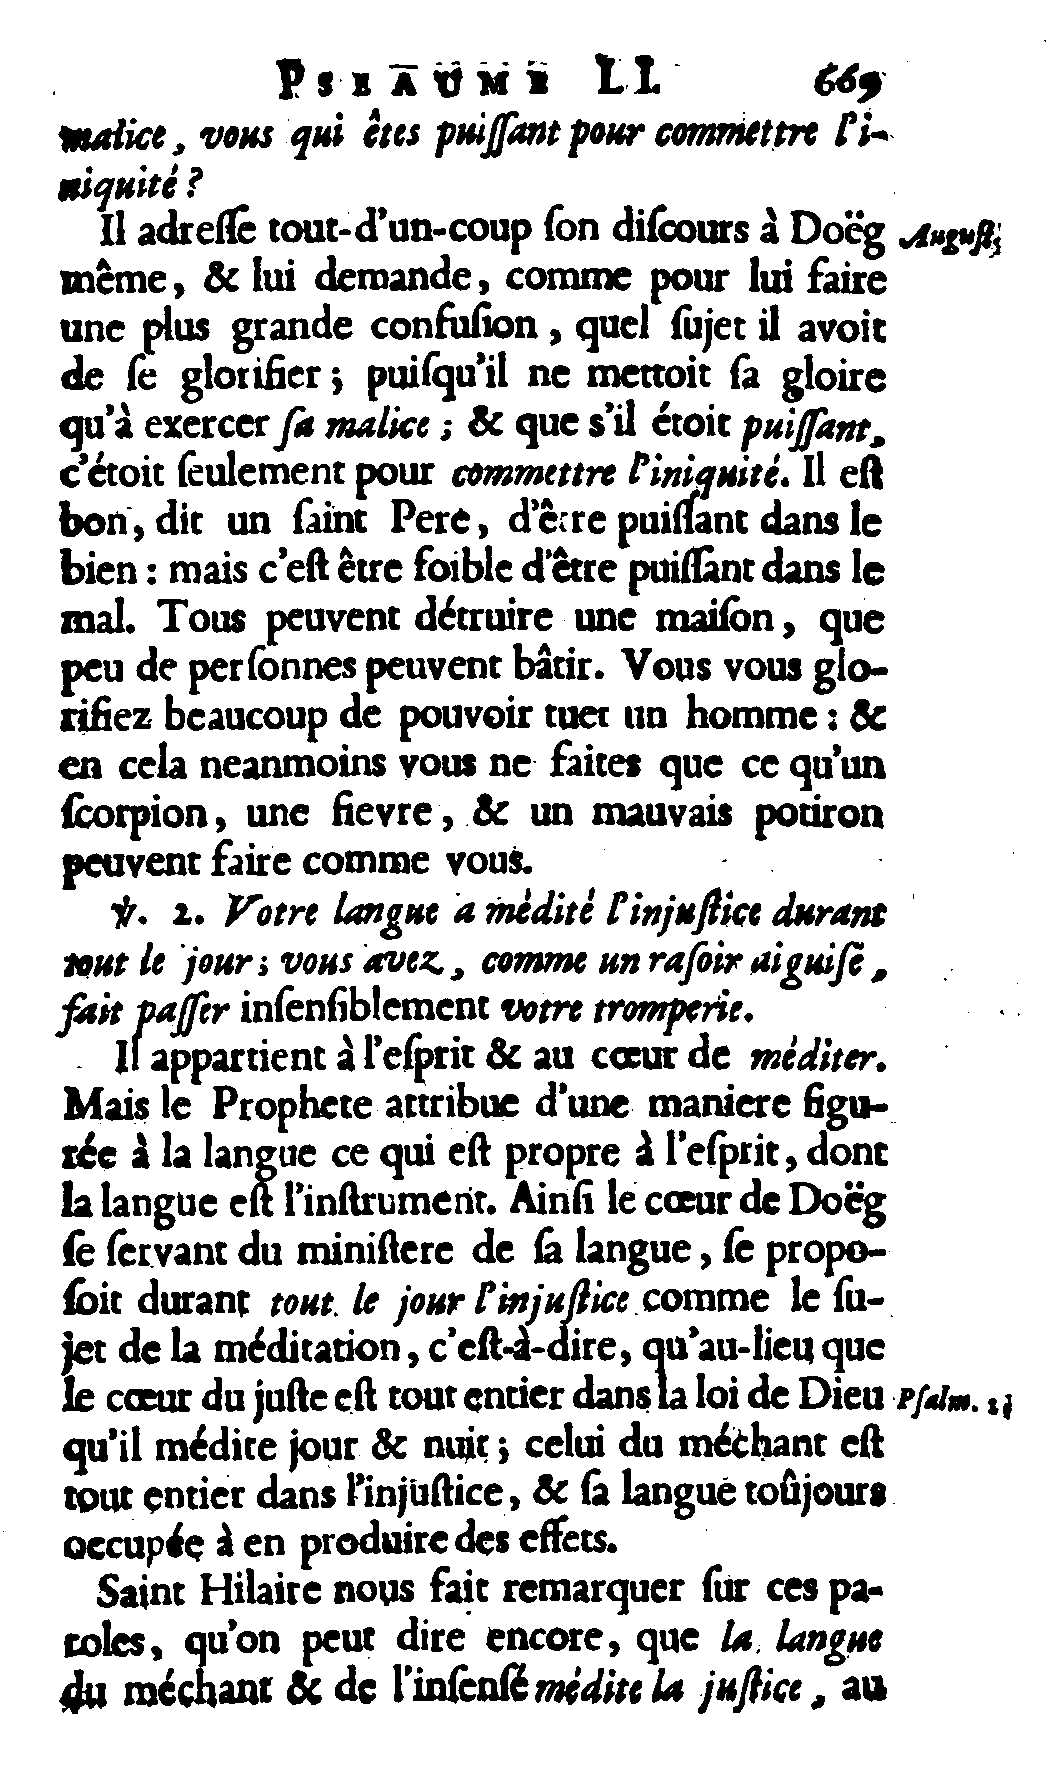 PSEAUME LI. 669
malice, vous qui êtes puiſſant pour commettre l'i-
niquité?
Il adreſſe tout-d'un-coup ſon diſcours à Doëg Auguſt.
même, & lui demande, comme pour lui faire
une plus grande confuſion, quel ſujet il avoit
de ſe glorifier; puiſqu'il ne mettoit ſa gloire
qu'à exercer ſa malice; & que s'il étoit puiſſant,
c'étoit ſeulement pour commettre l'iniquité. Il eſt
bon, dit un ſaint Pere, d'être puiſſant dans le
bien: mais c'eſt être foible d'être puiſſant dans le
mal. Tous peuvent détruire une maiſon, que
peu de perſonnes peuvent bâtir. Vous vous glo-
rifiez beaucoup de pouvoir tuer un homme: &
en cela neanmoins vous ne faites que ce qu'un
ſcorpion, une fievre, & un mauvais potiron
peuvent faire comme vous.
℣. 2. Votre langue a médité l'injuſtice durant
tout le jour; vous avez, comme un raſoir aiguiſé,
fait paſſer inſenſiblement votre tromperie.
Il appartient à l'eſprit & au cœur de méditer.
Mais le Prophete attribue d'une maniere figu-
rée à la langue ce qui eſt propre à l'eſprit, dont
la langue eſt l'inſtrument. Ainſi le cœur de Doëg
ſe ſervant du miniſtere de ſa langue, ſe propo-
ſoit durant tout le jour l'injuſtice comme le ſu-
jet de la méditation, c'eſt-à-dire, qu'au-lieu que
le cœur du juſte eſt tout entier dans la loi de Dieu Pſalm.
qu'il médite jour & nuit; celui du méchant eſt
tout entier dans l'injuſtice, & ſa langue toûjours
occupée à en produire des effets.
Saint Hilaire nous fait remarquer ſur ces pa-
roles, qu'on peut dire encore, que la langue
du méchant & de l'inſenſé médite la juſtice, au